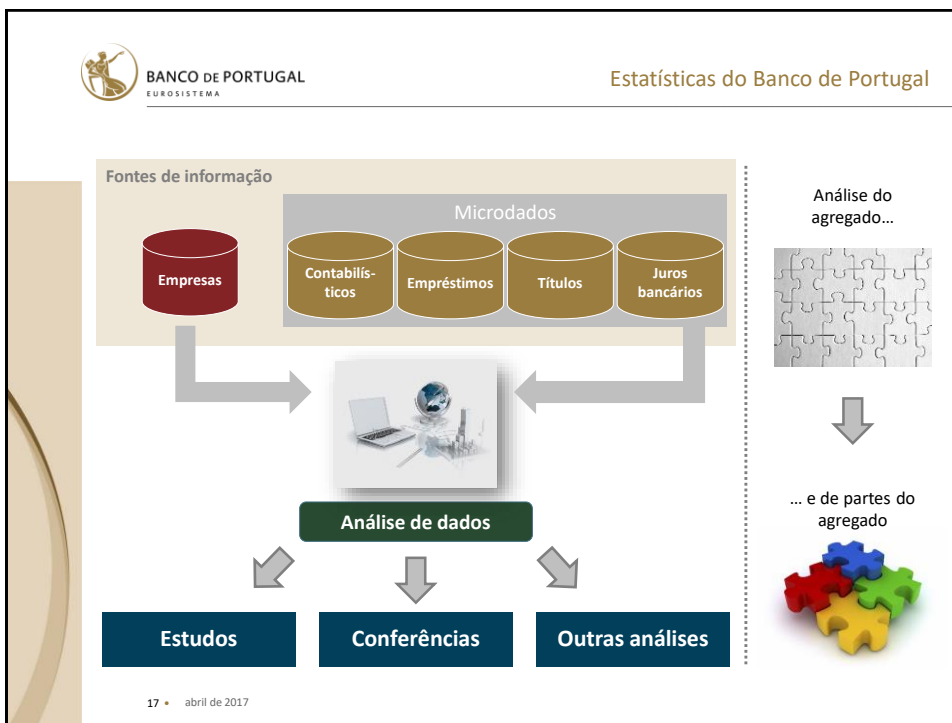 BANCO DE PORTUGAL
EUROSISTEMA
Estatísticas do Banco de Portugal
Fontes de informação
Microdados
Empresas
Contabilís-
ticos
Empréstimos
Títulos
Juros
bancários
Análise de dados
Estudos
Conferências
Outras análises
Análise do
agregado…
... e de partes do
agregado
17 • abril de 2017